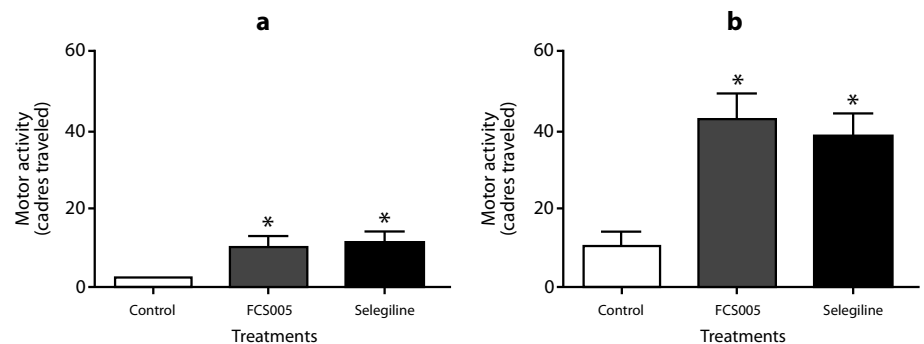 a
Motor activity
(cadres traveled)
60
40
20
0
*
*
Control
FCS005
Selegiline
Treatments
b
Motor activity
(cadres traveled)
60
40
20
0
*
*
Control
FCS005
Selegiline
Treatments